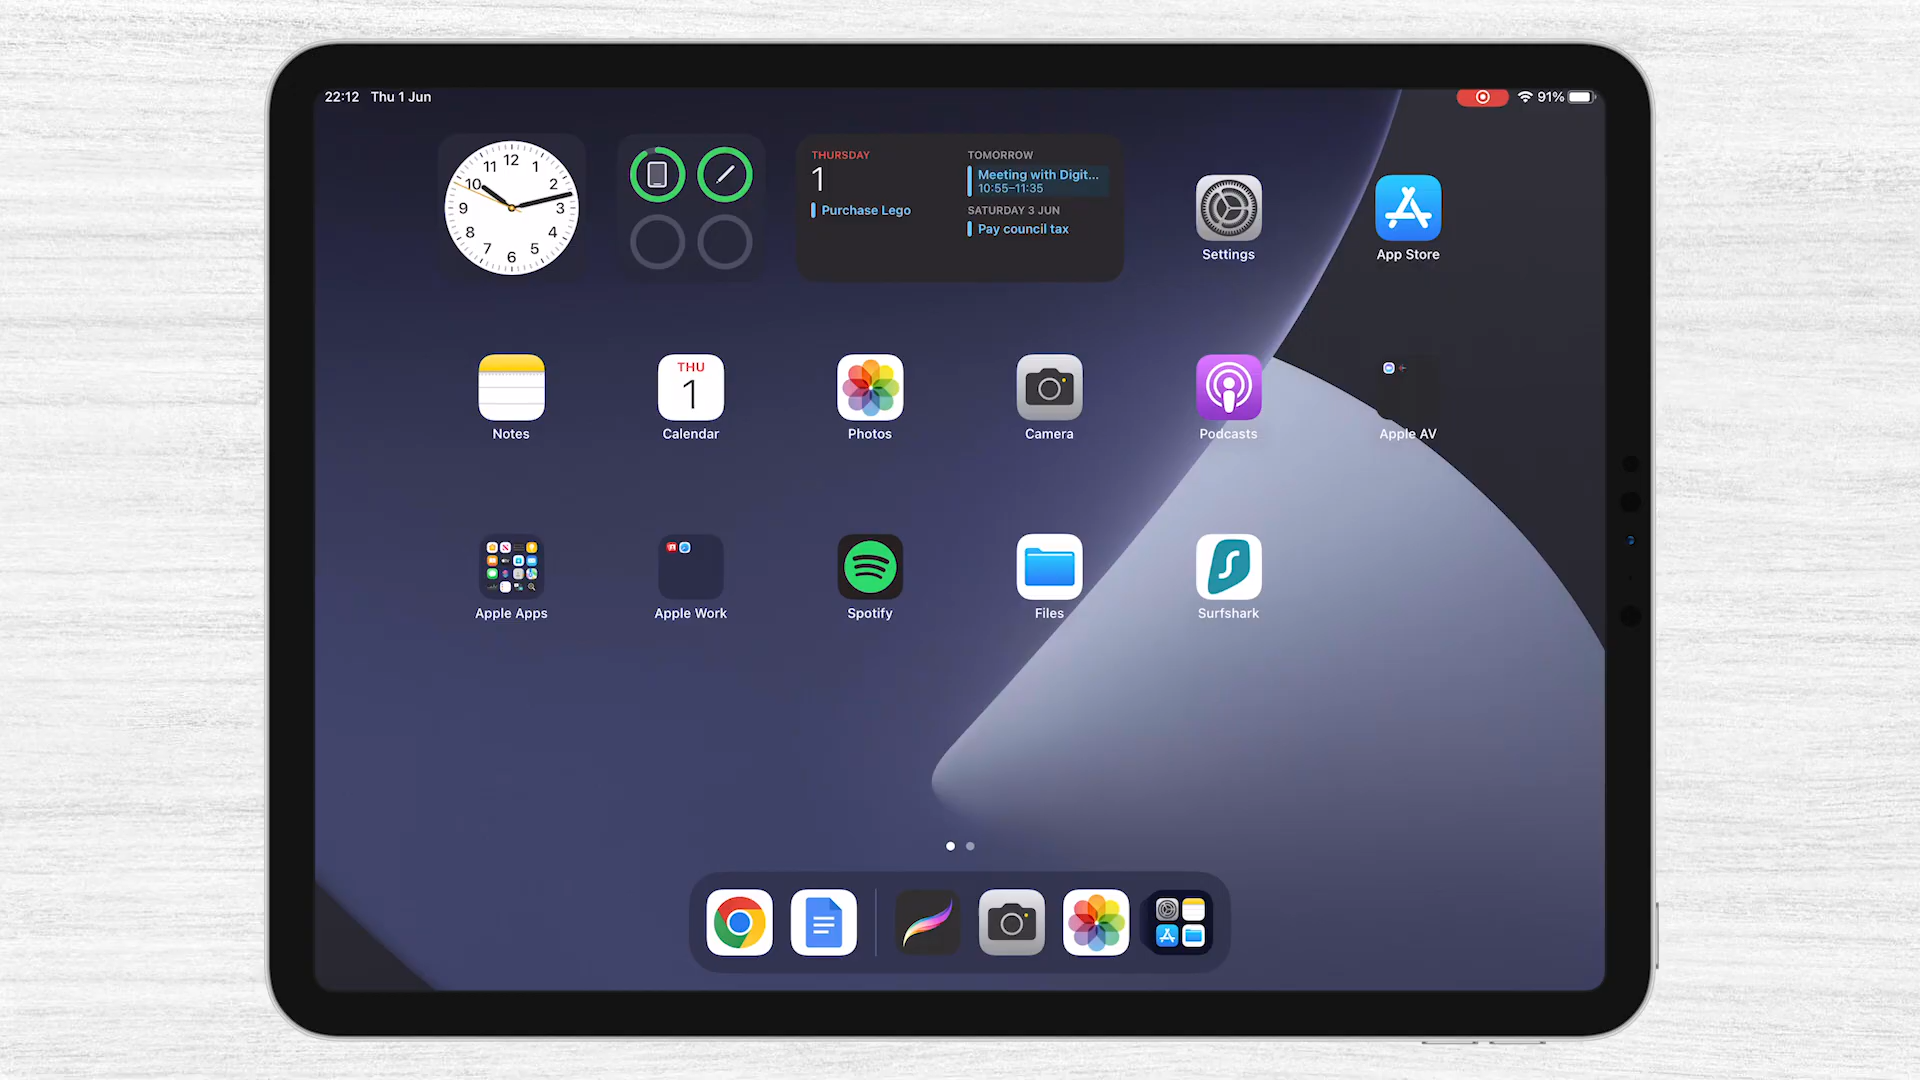 22:12 Thu 1 Jun
91%
12
11 1
10 2
9 3
8 4
7 5
6
THURSDAY
1
Purchase Lego
TOMORROW
Meeting with Digit...
10:55–11:35
SATURDAY 3 JUN
Pay council tax
Settings
App Store
Notes
THU
1
Calendar
Photos
Camera
Podcasts
Apple AV
Apple Apps
Apple Work
Spotify
Files
Surfshark